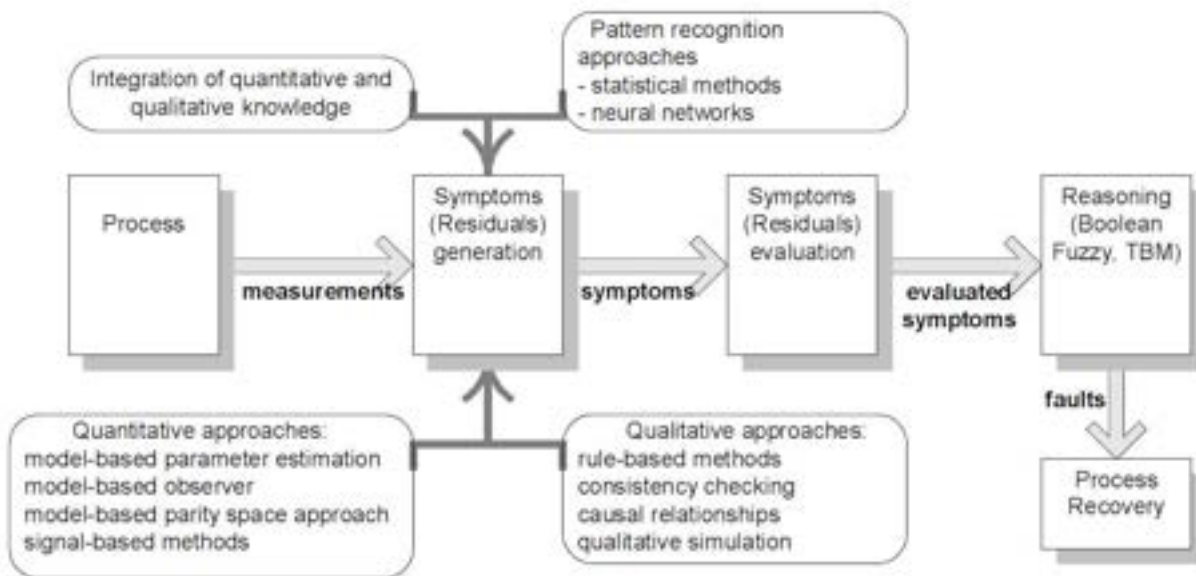 Integration of quantitative and
qualitative knowledge
Pattern recognition
approaches
- statistical methods
- neural networks
Process
measurements
Symptoms
(Residuals)
generation
symptoms
Symptoms
(Residuals)
evaluation
evaluated
symptoms
Reasoning
(Boolean
Fuzzy, TBM)
faults
Process
Recovery
Quantitative approaches:
model-based parameter estimation
model-based observer
model-based parity space approach
signal-based methods
Qualitative approaches:
rule-based methods
consistency checking
causal relationships
qualitative simulation